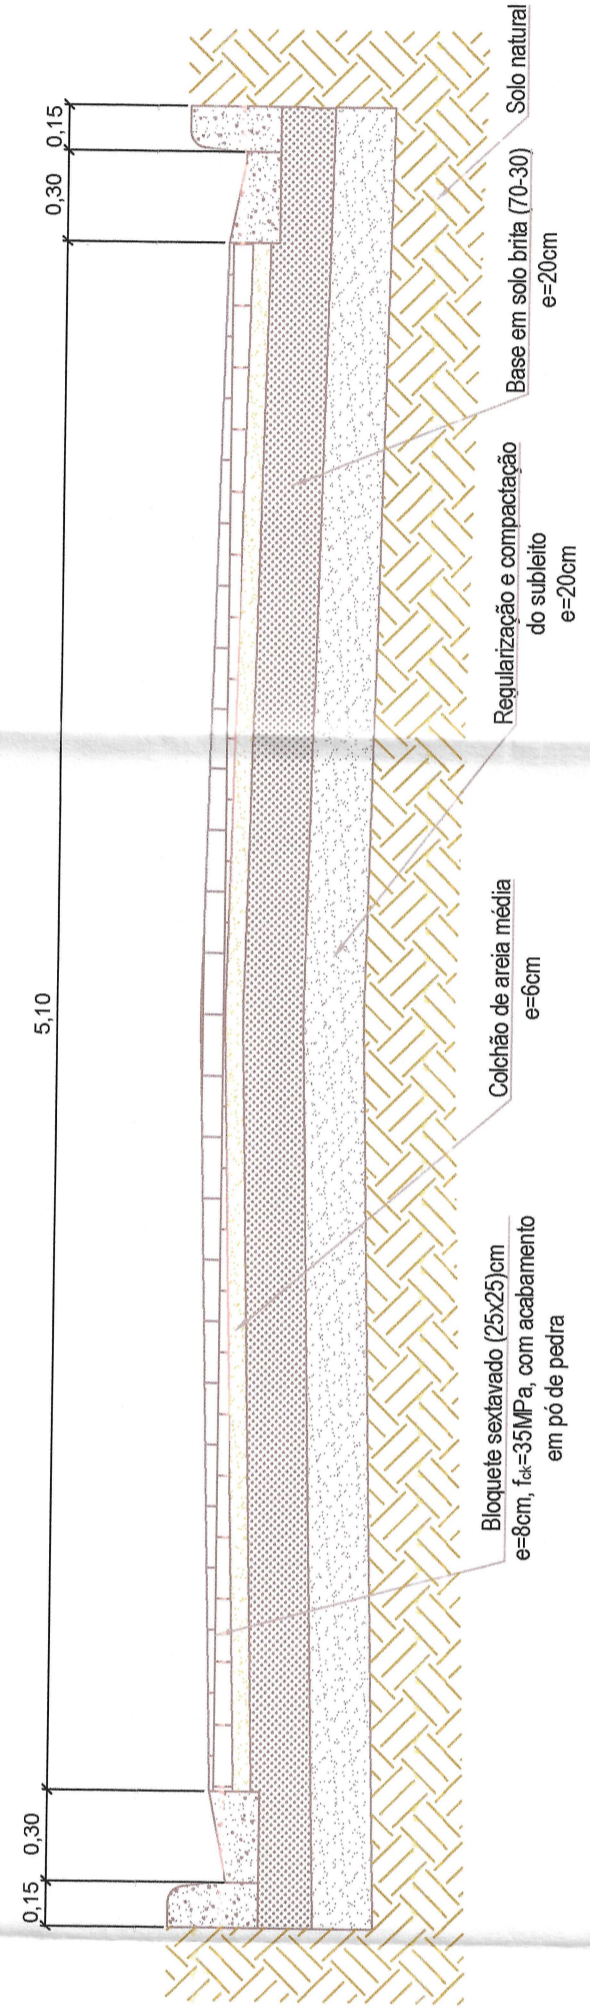 0,15
0,30
5,10
0,30
0,15
Bloquete sextavado (25x25)cm
e=8cm, fck=35MPa, com acabamento
em pó de pedra
Colchão de areia média
e=6cm
Regularização e compactação
do subleito
e=20cm
Base em solo brita (70-30)
e=20cm
Solo natural